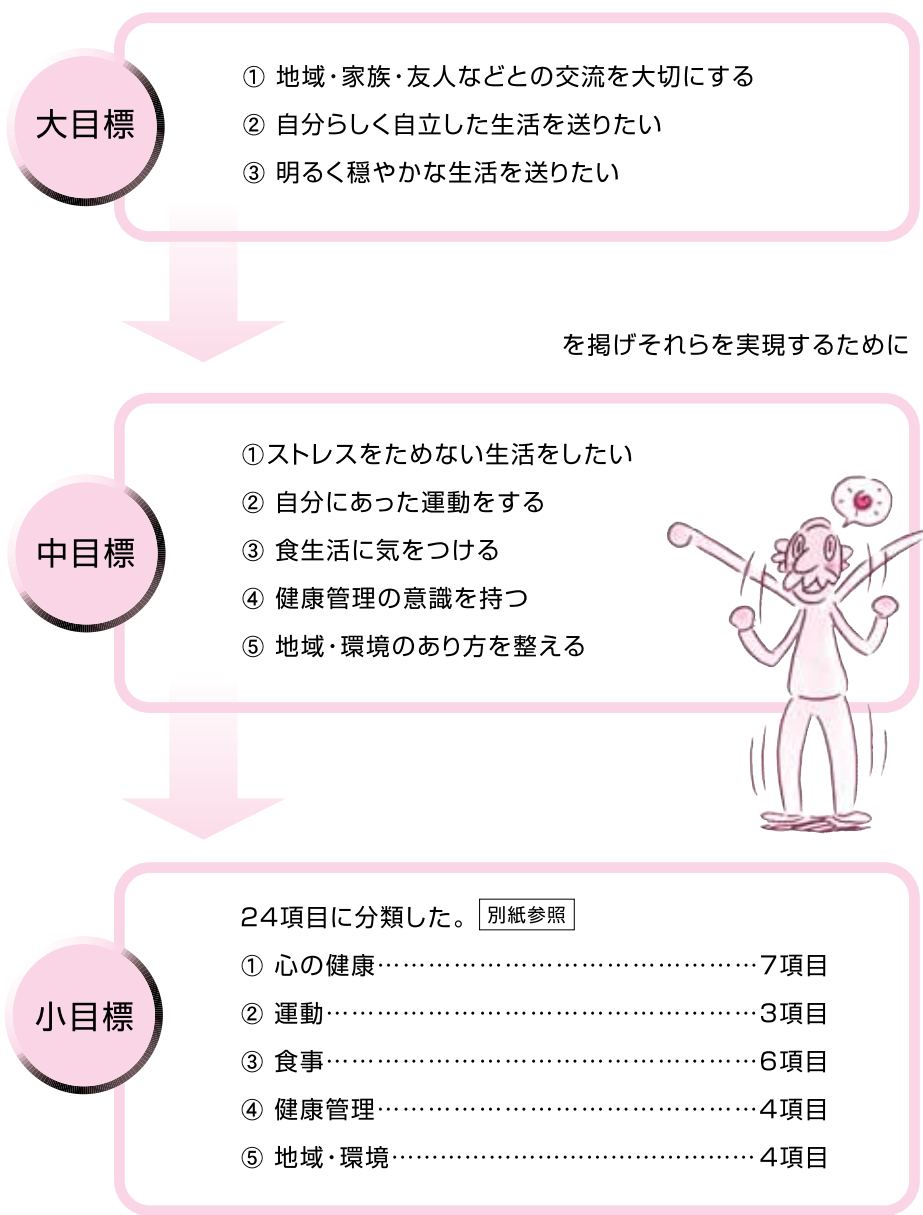 大目標
① 地域・家族・友人などとの交流を大切にする
② 自分らしく自立した生活を送りたい
③ 明るく穏やかな生活を送りたい
を掲げそれらを実現するために
中目標
①ストレスをためない生活をしたい
② 自分にあった運動をする
③ 食生活に気をつける
④ 健康管理の意識を持つ
⑤ 地域・環境のあり方を整える
小目標
24項目に分類した。 別紙参照
① 心の健康………………………………………7項目
② 運動……………………………………………3項目
③ 食事……………………………………………6項目
④ 健康管理………………………………………4項目
⑤ 地域・環境……………………………………4項目